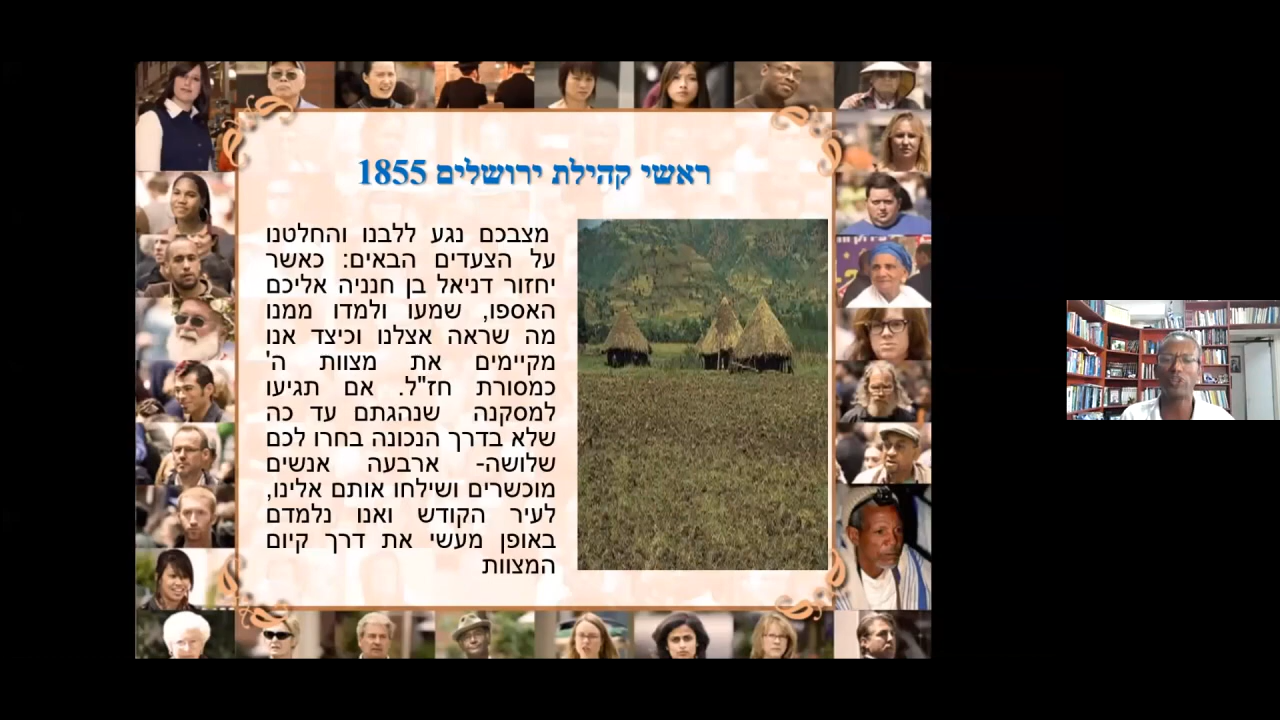 ראשי קהילת ירושלים 1855
מצבכם נגע ללבנו והחלטנו
על הצעדים הבאים: כאשר
יחזור דניאל בן חנניה אליכם
האספו, שמעו ולמדו ממנו
מה שראה אצלנו וכיצד אנו
מקיימים את מצוות ה'
כמסורת חז"ל. אם תגיעו
למסקנה שנהגתם עד כה
שלא בדרך הנכונה בחרו לכם
שלושה- ארבעה אנשים
מוכשרים ושילחו אותם אלינו,
לעיר הקודש ואנו נלמדם
באופן מעשי את דרך קיום
המצוות